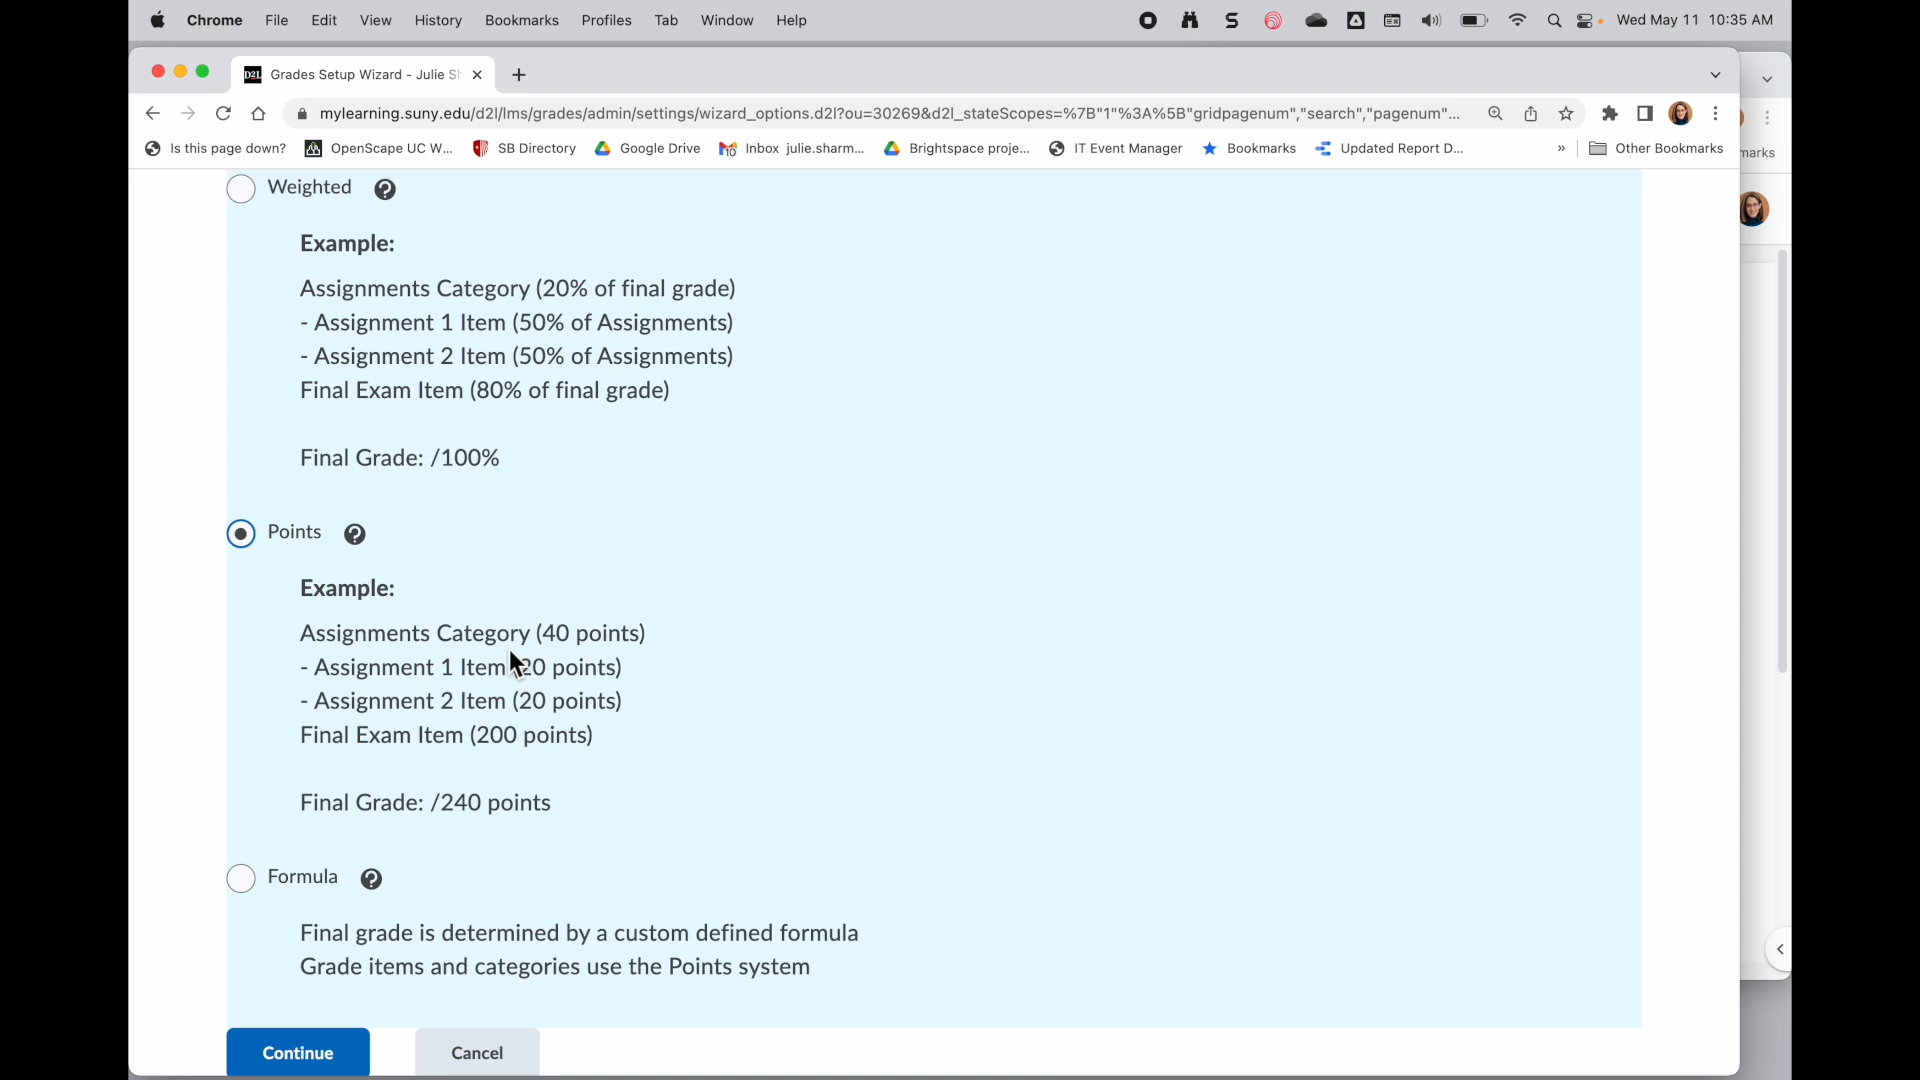 Chrome File Edit View History Bookmarks Profiles Tab Window Help Wed May 11 10:35 AM
D2L Grades Setup Wizard - Julie Sh
mylearning.suny.edu/d2l/lms/grades/admin/settings/wizard_options.d2l?ou=30269&d2l_stateScopes=%7B"1"%3A%5B"gridpagenum","search","pagenum"...
Is this page down? OpenScape UC W... SB Directory Google Drive Inbox julie.sharm... Brightspace proje... IT Event Manager Bookmarks Updated Report D... » Other Bookmarks marks
Weighted
Example:
Assignments Category (20% of final grade)
- Assignment 1 Item (50% of Assignments)
- Assignment 2 Item (50% of Assignments)
Final Exam Item (80% of final grade)
Final Grade: /100%
Points
Example:
Assignments Category (40 points)
- Assignment 1 Item (20 points)
- Assignment 2 Item (20 points)
Final Exam Item (200 points)
Final Grade: /240 points
Formula
Final grade is determined by a custom defined formula
Grade items and categories use the Points system
Continue Cancel